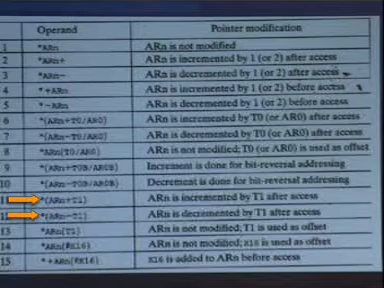 Operand Pointer modification
1 *ARn ARn is not modified
2 *ARn+ ARn is incremented by 1 (or 2) after access
3 *ARn- ARn is decremented by 1 (or 2) after access
4 *+ARn ARn is incremented by 1 (or 2) before access
5 *-ARn ARn is decremented by 1 (or 2) before access
6 *(ARn+T0/AR0) ARn is incremented by T0 (or AR0) after access
7 *(ARn-T0/AR0) ARn is decremented by T0 (or AR0) after access
8 *ARn(T0/AR0) ARn is not modified; T0 (or AR0) is used as offset
9 *(ARn+T0B/AR0B) Increment is done for bit-reversal addressing
10 *(ARn-T0B/AR0B) Decrement is done for bit-reversal addressing
11 *(ARn+T1) ARn is incremented by T1 after access
12 *(ARn-T1) ARn is decremented by T1 after access
13 *ARn(T1) ARn is not modified; T1 is used as offset
14 *ARn(#K16) ARn is not modified; K16 is used as offset
15 *+ARn(#K16) K16 is added to ARn before access